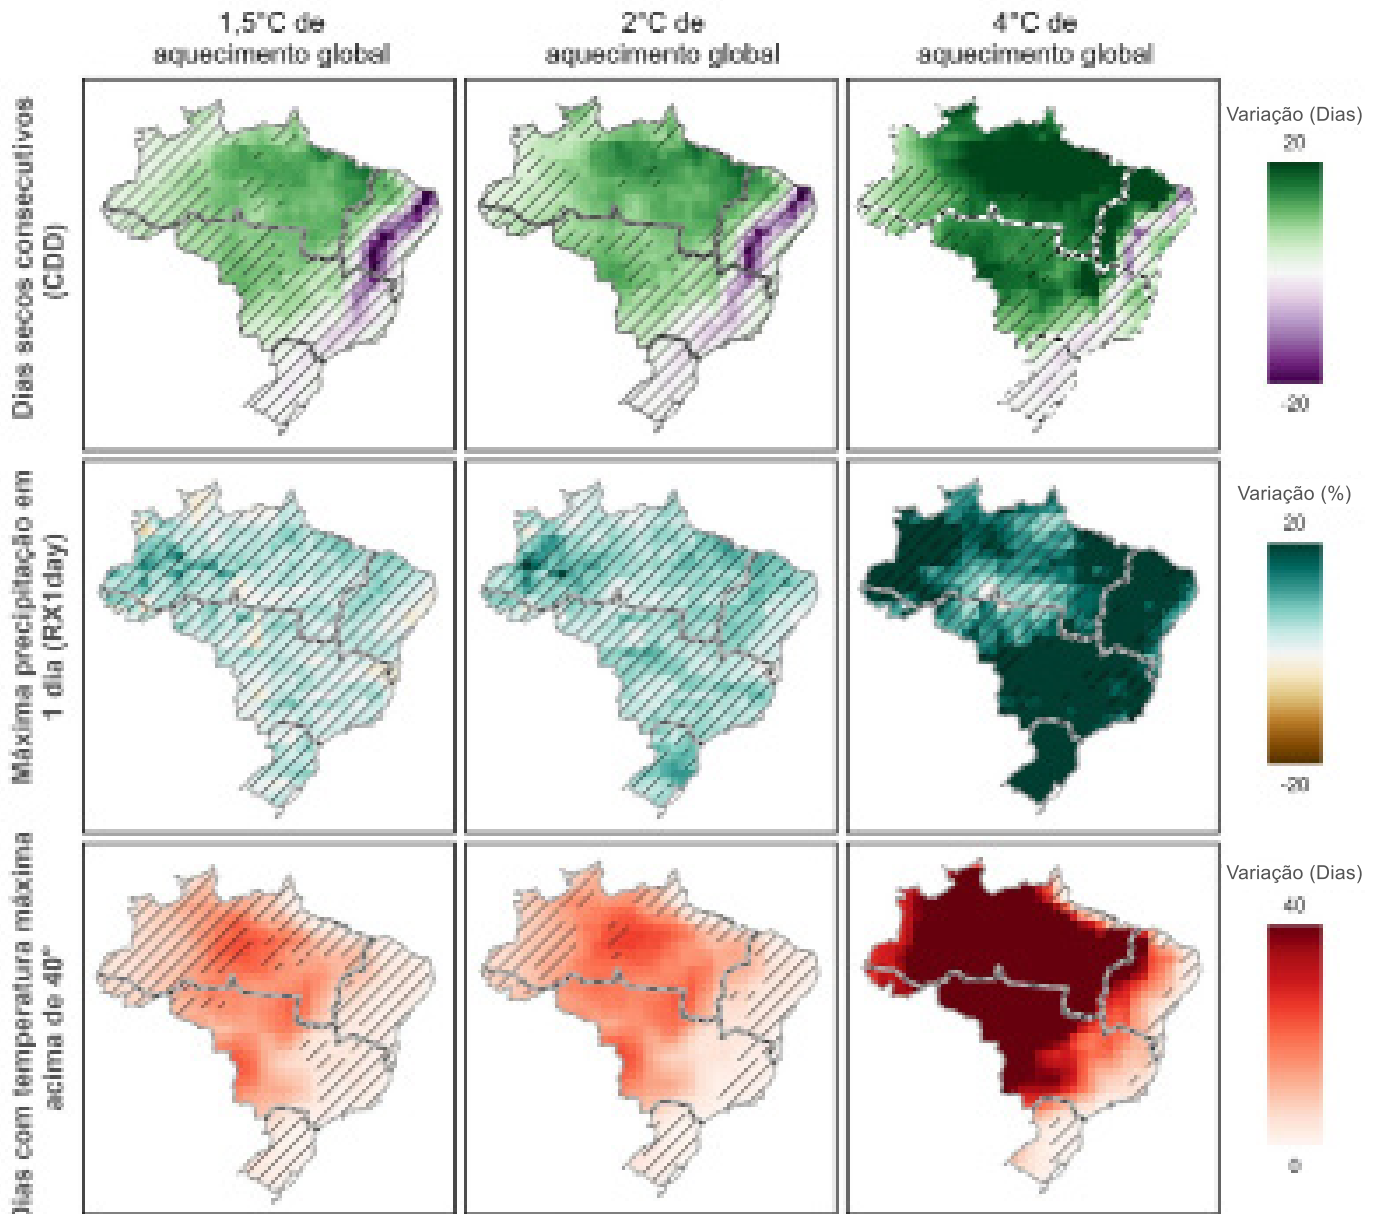 1,5°C de
aquecimento global
2°C de
aquecimento global
4°C de
aquecimento global
Dias secos consecutivos
(CDD)
Variação (Dias)
20
-20
Máxima precipitação em
1 dia (RX1day)
Variação (%)
20
-20
Dias com temperatura máxima
acima de 40°
Variação (Dias)
40
0